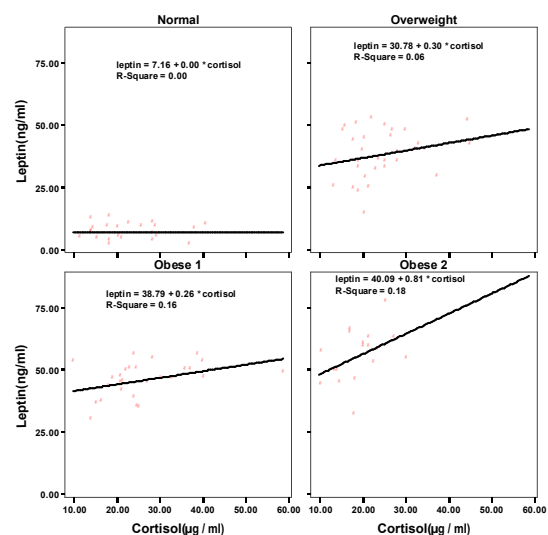 Normal
Overweight
leptin = 7.16 + 0.00 * cortisol
R-Square = 0.00
leptin = 30.78 + 0.30 * cortisol
R-Square = 0.06
Leptin(ng/ml)
75.00
50.00
25.00
0.00
Obese 1
Obese 2
leptin = 38.79 + 0.26 * cortisol
R-Square = 0.16
leptin = 40.09 + 0.81 * cortisol
R-Square = 0.18
Leptin(ng/ml)
75.00
50.00
25.00
0.00
10.00 20.00 30.00 40.00 50.00 60.00
10.00 20.00 30.00 40.00 50.00 60.00
Cortisol(µg / ml)
Cortisol(µg / ml)